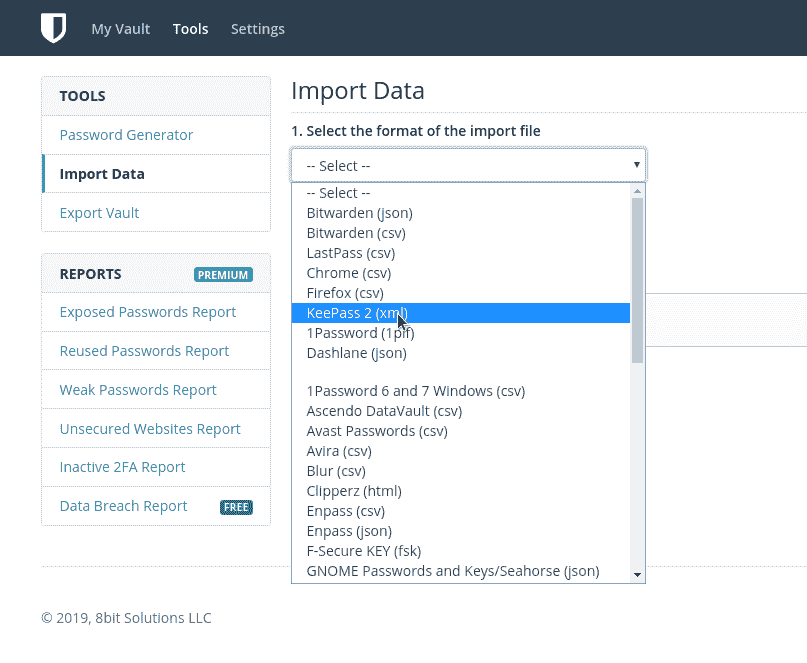 My Vault Tools Settings
TOOLS
Password Generator
Import Data
Export Vault
REPORTS PREMIUM
Exposed Passwords Report
Reused Passwords Report
Weak Passwords Report
Unsecured Websites Report
Inactive 2FA Report
Data Breach Report FREE
Import Data
1. Select the format of the import file
-- Select --
-- Select --
Bitwarden (json)
Bitwarden (csv)
LastPass (csv)
Chrome (csv)
Firefox (csv)
KeePass 2 (xml)
1Password (1pif)
Dashlane (json)
1Password 6 and 7 Windows (csv)
Ascendo DataVault (csv)
Avast Passwords (csv)
Avira (csv)
Blur (csv)
Clipperz (html)
Enpass (csv)
Enpass (json)
F-Secure KEY (fsk)
GNOME Passwords and Keys/Seahorse (json)
© 2019, 8bit Solutions LLC